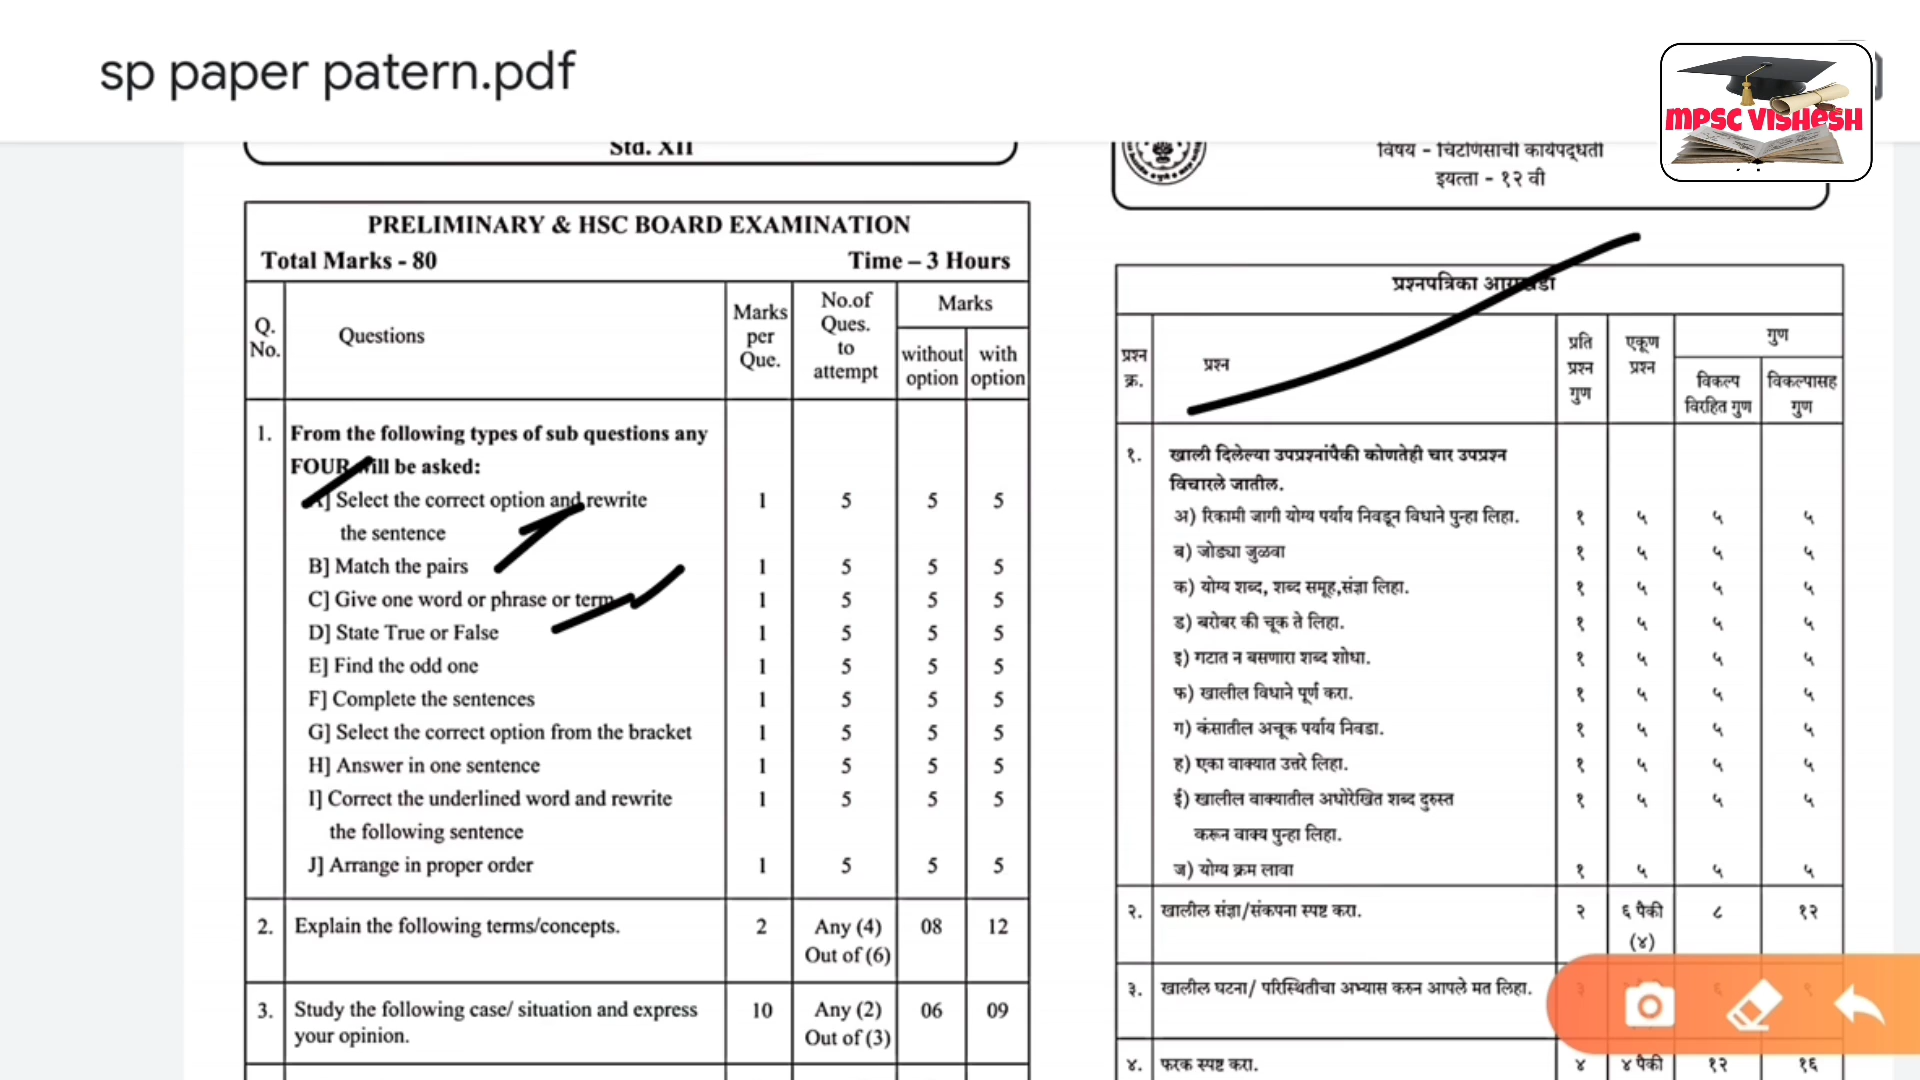 sp paper patern.pdf
MPSC VISHESH
Std. XII
PRELIMINARY & HSC BOARD EXAMINATION
Total Marks - 80 Time – 3 Hours
Q. No. Questions Marks per Que. No.of Ques. to attempt Marks without option with option
1. From the following types of sub questions any
FOUR will be asked:
A] Select the correct option and rewrite 1 5 5 5
the sentence
B] Match the pairs 1 5 5 5
C] Give one word or phrase or term 1 5 5 5
D] State True or False 1 5 5 5
E] Find the odd one 1 5 5 5
F] Complete the sentences 1 5 5 5
G] Select the correct option from the bracket 1 5 5 5
H] Answer in one sentence 1 5 5 5
I] Correct the underlined word and rewrite 1 5 5 5
the following sentence
J] Arrange in proper order 1 5 5 5
2. Explain the following terms/concepts. 2 Any (4) 08 12
Out of (6)
3. Study the following case/ situation and express 10 Any (2) 06 09
your opinion. Out of (3)
विषय - चिटणिसाची कार्यपद्धती
इयत्ता - १२ वी
प्रश्नपत्रिका आराखडा
प्रश्न क्र. प्रश्न प्रति प्रश्न गुण एकूण प्रश्न गुण विकल्प विरहित गुण विकल्पासह गुण
१. खाली दिलेल्या उपप्रश्नांपैकी कोणतेही चार उपप्रश्न
विचारले जातील.
अ) रिकामी जागी योग्य पर्याय निवडून विधाने पुन्हा लिहा. १ ५ ५ ५
ब) जोड्या जुळवा १ ५ ५ ५
क) योग्य शब्द, शब्द समूह,संज्ञा लिहा. १ ५ ५ ५
ड) बरोबर की चूक ते लिहा. १ ५ ५ ५
इ) गटात न बसणारा शब्द शोधा. १ ५ ५ ५
फ) खालील विधाने पूर्ण करा. १ ५ ५ ५
ग) कंसातील अचूक पर्याय निवडा. १ ५ ५ ५
ह) एका वाक्यात उत्तरे लिहा. १ ५ ५ ५
ई) खालील वाक्यातील अधोरेखित शब्द दुरुस्त १ ५ ५ ५
करून वाक्य पुन्हा लिहा.
ज) योग्य क्रम लावा १ ५ ५ ५
२. खालील संज्ञा/संकपना स्पष्ट करा. २ ६ पैकी ८ १२
(४)
३. खालील घटना/ परिस्थितीचा अभ्यास करुन आपले मत लिहा. ३
४. फरक स्पष्ट करा. ४ ४ पैकी १२ १६